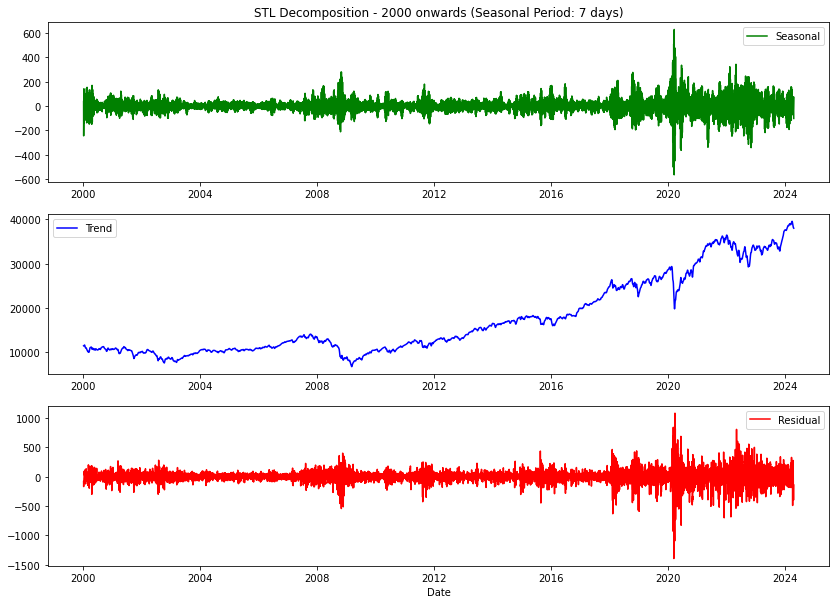 STL Decomposition - 2000 onwards (Seasonal Period: 7 days)
600
400
200
0
−200
−400
−600
Seasonal
2000 2004 2008 2012 2016 2020 2024
40000
30000
20000
10000
Trend
2000 2004 2008 2012 2016 2020 2024
1000
500
0
−500
−1000
−1500
Residual
2000 2004 2008 2012 2016 2020 2024
Date